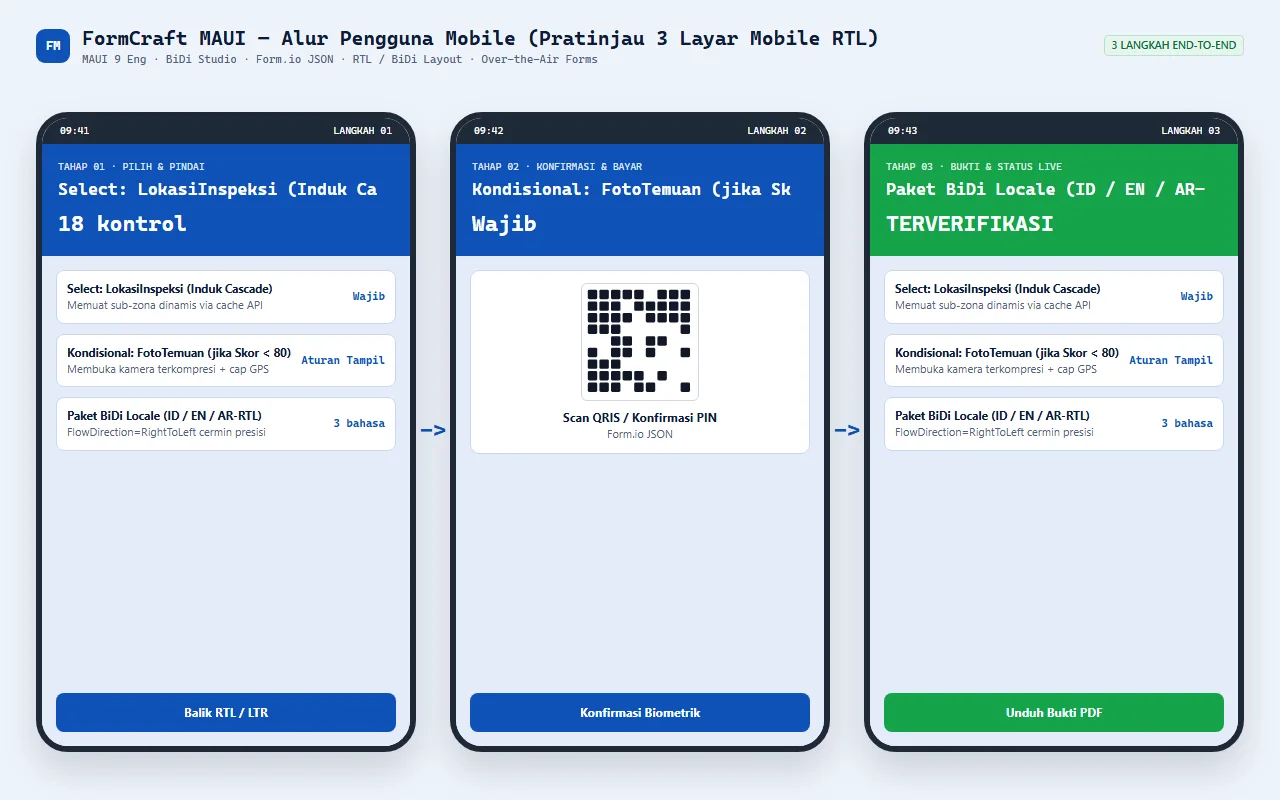 FM
FormCraft MAUI — Alur Pengguna Mobile (Pratinjau 3 Layar Mobile RTL)
MAUI 9 Eng · BiDi Studio · Form.io JSON · RTL / BiDi Layout · Over-the-Air Forms
3 LANGKAH END-TO-END
09:41
LANGKAH 01
TAHAP 01 · PILIH & PINDAI
Select: LokasiInspeksi (Induk Ca
18 kontrol
Select: LokasiInspeksi (Induk Cascade)
Memuat sub-zona dinamis via cache API
Wajib
Kondisional: FotoTemuan (jika Skor < 80)
Membuka kamera terkompresi + cap GPS
Aturan Tampil
Paket BiDi Locale (ID / EN / AR-RTL)
FlowDirection=RightToLeft cermin presisi
3 bahasa
Balik RTL / LTR
—>
09:42
LANGKAH 02
TAHAP 02 · KONFIRMASI & BAYAR
Kondisional: FotoTemuan (jika Sk
Wajib
Scan QRIS / Konfirmasi PIN
Form.io JSON
Konfirmasi Biometrik
—>
09:43
LANGKAH 03
TAHAP 03 · BUKTI & STATUS LIVE
Paket BiDi Locale (ID / EN / AR-
TERVERIFIKASI
Select: LokasiInspeksi (Induk Cascade)
Memuat sub-zona dinamis via cache API
Wajib
Kondisional: FotoTemuan (jika Skor < 80)
Membuka kamera terkompresi + cap GPS
Aturan Tampil
Paket BiDi Locale (ID / EN / AR-RTL)
FlowDirection=RightToLeft cermin presisi
3 bahasa
Unduh Bukti PDF